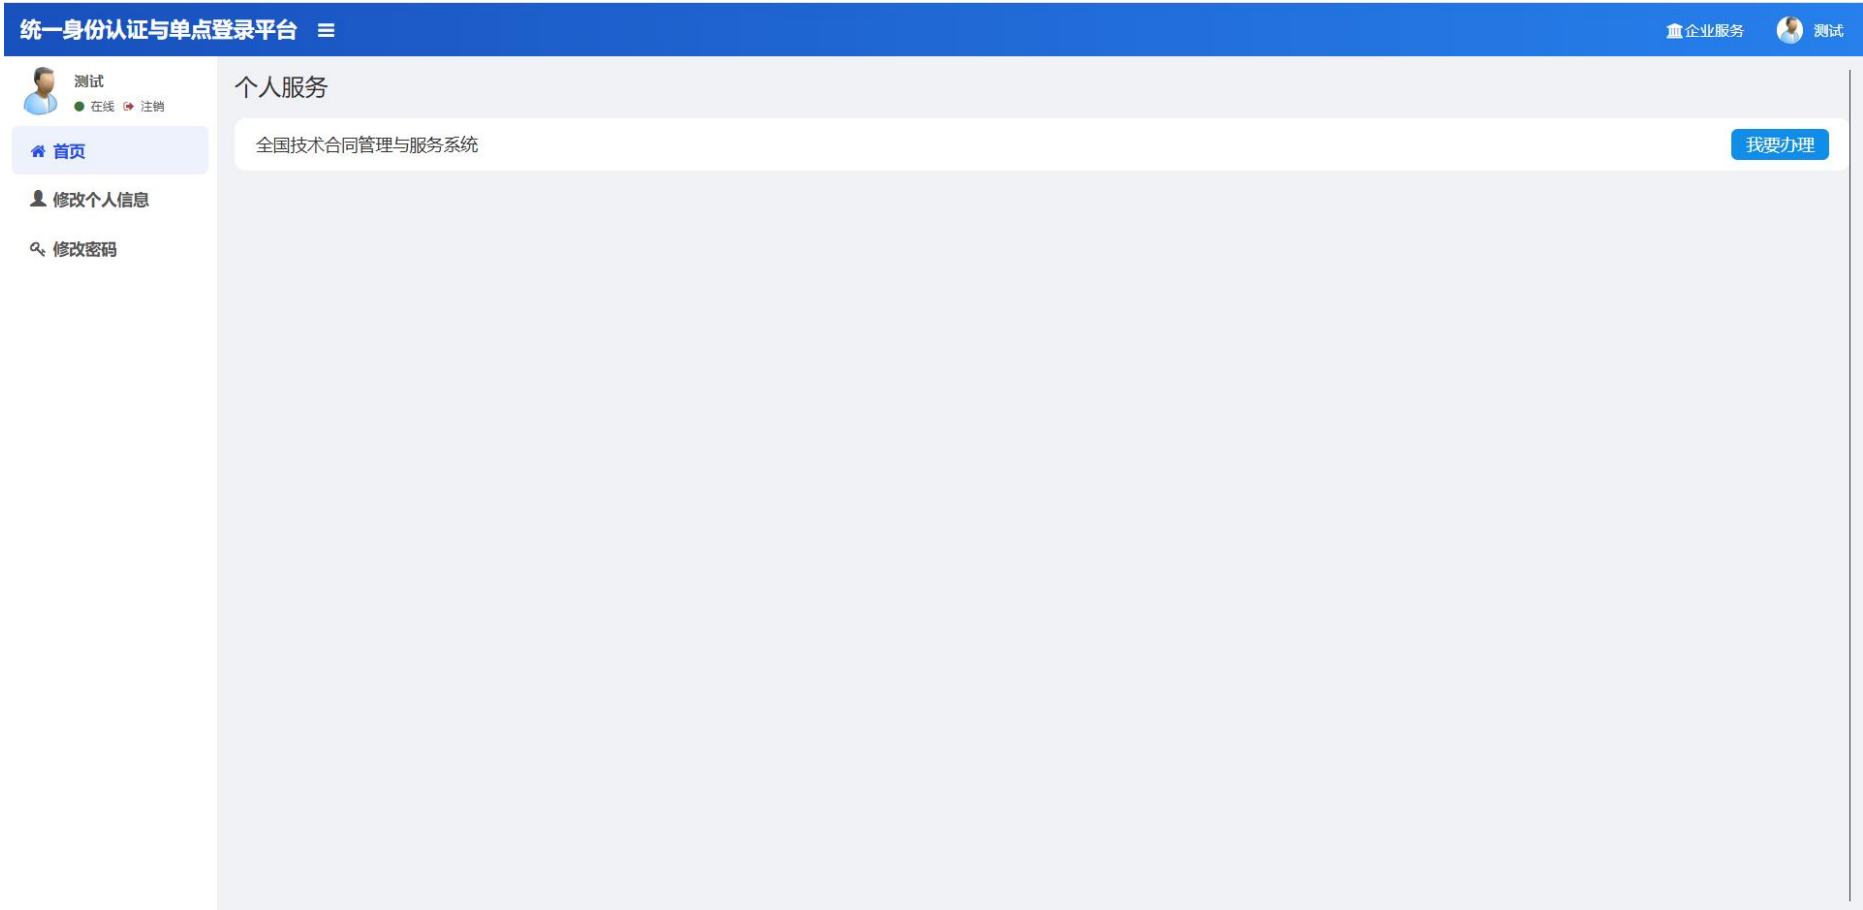 统一身份认证与单点登录平台
企业服务
测试
测试
在线 注销
首页
修改个人信息
修改密码
个人服务
全国技术合同管理与服务系统
我要办理